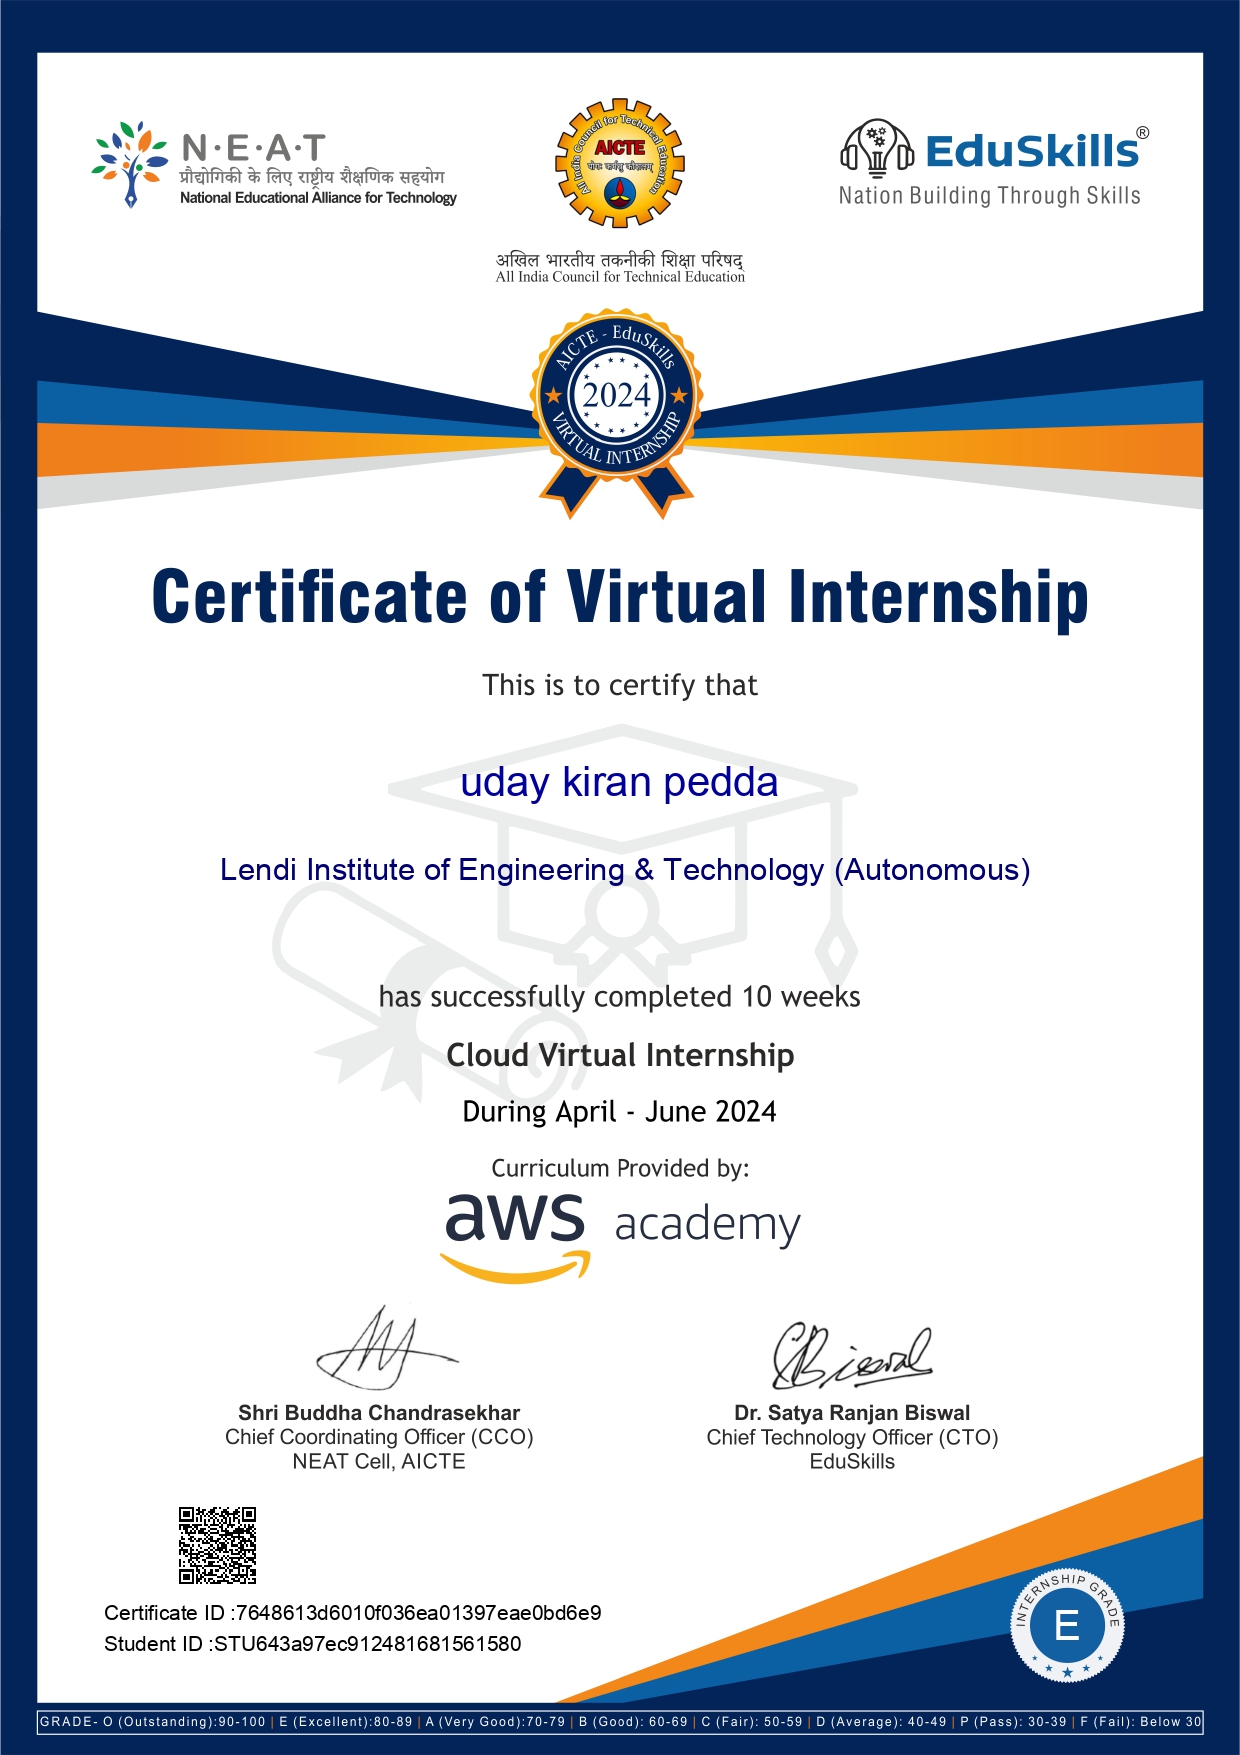 N·E·A·T
प्रौद्योगिकी के लिए राष्ट्रीय शैक्षणिक सहयोग
National Educational Alliance for Technology
All India Council for Technical Education
AICTE
योगः कर्मसु कौशलम्
अखिल भारतीय तकनीकी शिक्षा परिषद्
All India Council for Technical Education
EduSkills®
Nation Building Through Skills
AICTE - EduSkills
2024
VIRTUAL INTERNSHIP
Certificate of Virtual Internship
This is to certify that
uday kiran pedda
Lendi Institute of Engineering & Technology (Autonomous)
has successfully completed 10 weeks
Cloud Virtual Internship
During April - June 2024
Curriculum Provided by:
aws academy
Shri Buddha Chandrasekhar
Chief Coordinating Officer (CCO)
NEAT Cell, AICTE
Biswal
Dr. Satya Ranjan Biswal
Chief Technology Officer (CTO)
EduSkills
Certificate ID :7648613d6010f036ea01397eae0bd6e9
Student ID :STU643a97ec912481681561580
INTERNSHIP GRADE
E
GRADE- O (Outstanding):90-100 | E (Excellent):80-89 | A (Very Good):70-79 | B (Good): 60-69 | C (Fair): 50-59 | D (Average): 40-49 | P (Pass): 30-39 | F (Fail): Below 30